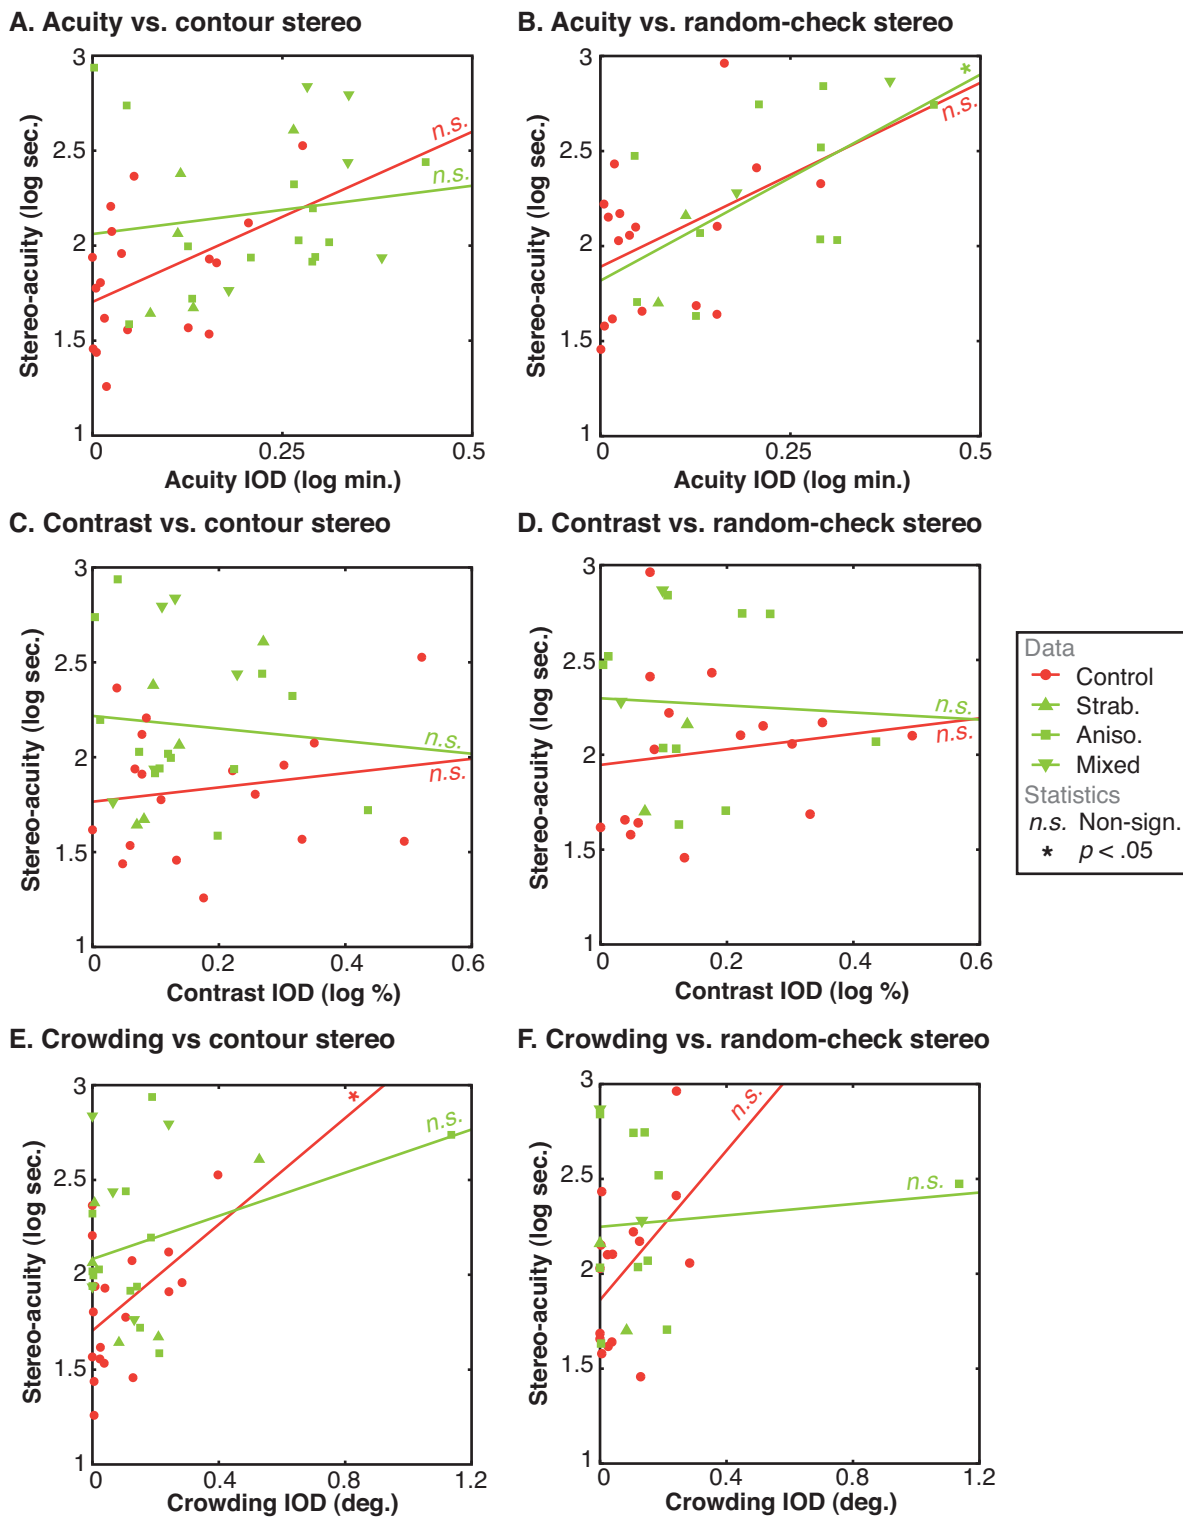 A. Acuity vs. contour stereo
B. Acuity vs. random-check stereo
3
2.5
2
1.5
1
Stereo-acuity (log sec.)
n.s.
n.s.
0
0.25
0.5
Acuity IOD (log min.)
3
2.5
2
1.5
1
Stereo-acuity (log sec.)
*
n.s.
0
0.25
0.5
Acuity IOD (log min.)
C. Contrast vs. contour stereo
D. Contrast vs. random-check stereo
3
2.5
2
1.5
1
Stereo-acuity (log sec.)
n.s.
n.s.
0
0.2
0.4
0.6
Contrast IOD (log %)
3
2.5
2
1.5
1
Stereo-acuity (log sec.)
n.s.
n.s.
0
0.2
0.4
0.6
Contrast IOD (log %)
Data
Control
Strab.
Aniso.
Mixed
Statistics
n.s. Non-sign.
* p < .05
E. Crowding vs contour stereo
F. Crowding vs. random-check stereo
3
2.5
2
1.5
1
Stereo-acuity (log sec.)
*
n.s.
0
0.4
0.8
1.2
Crowding IOD (deg.)
3
2.5
2
1.5
1
Stereo-acuity (log sec.)
n.s.
n.s.
0
0.4
0.8
1.2
Crowding IOD (deg.)